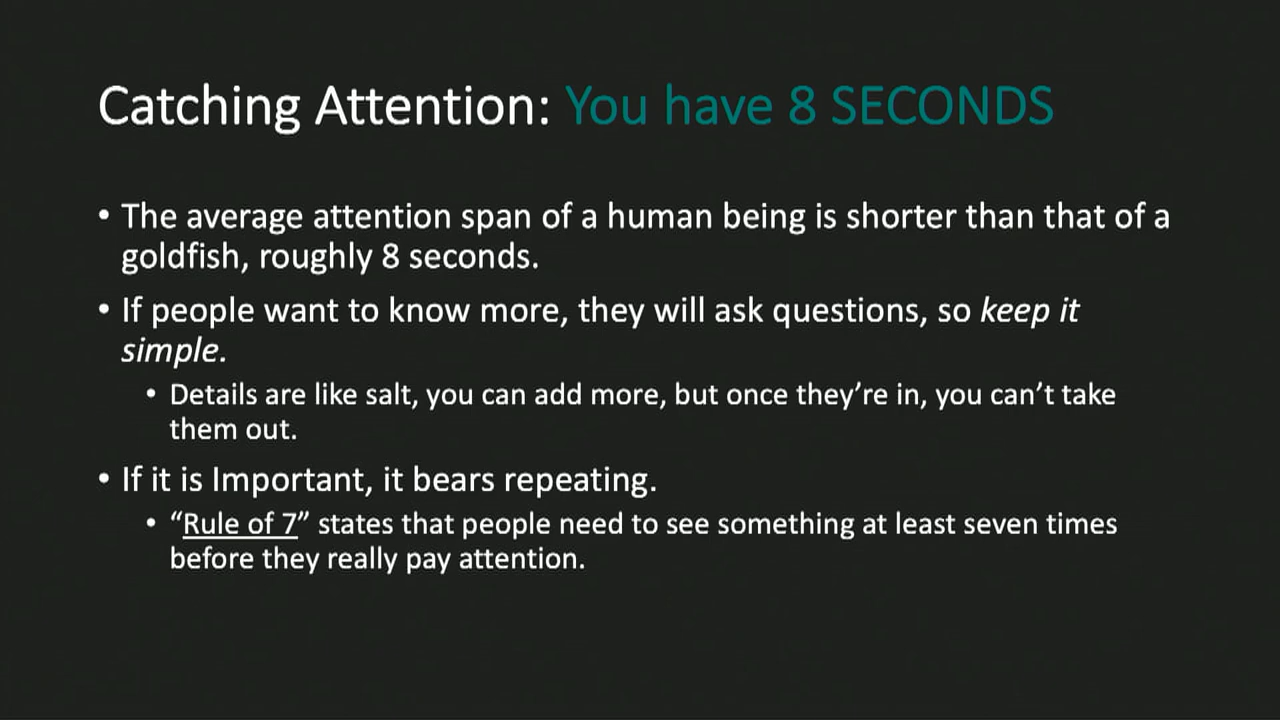 Catching Attention: You have 8 SECONDS
• The average attention span of a human being is shorter than that of a
goldfish, roughly 8 seconds.
• If people want to know more, they will ask questions, so keep it
simple.
• Details are like salt, you can add more, but once they’re in, you can’t take
them out.
• If it is Important, it bears repeating.
• “Rule of 7” states that people need to see something at least seven times
before they really pay attention.